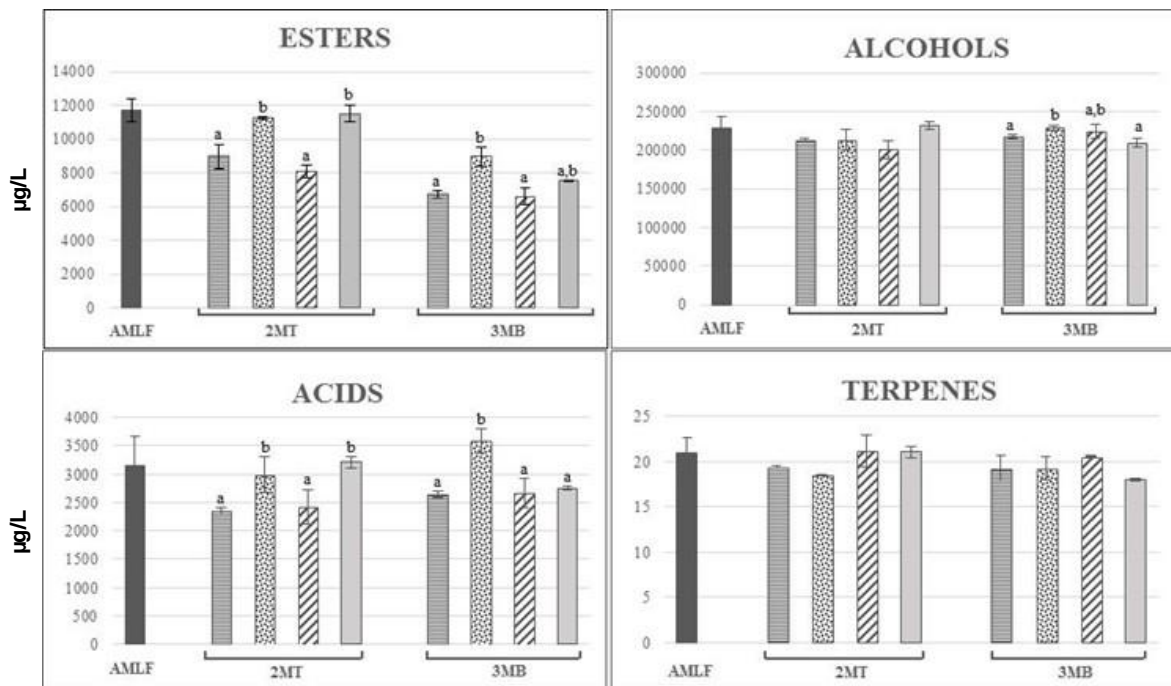 ESTERS
14000
12000
10000
8000
6000
4000
2000
0
µg/L
a
b
a
b
a
b
a
a,b
AMLF
2MT
3MB
ALCOHOLS
300000
250000
200000
150000
100000
50000
0
a
b
a,b
a
AMLF
2MT
3MB
ACIDS
4000
3500
3000
2500
2000
1500
1000
500
0
µg/L
a
b
a
b
a
b
a
a
AMLF
2MT
3MB
TERPENES
25
20
15
10
5
0
AMLF
2MT
3MB